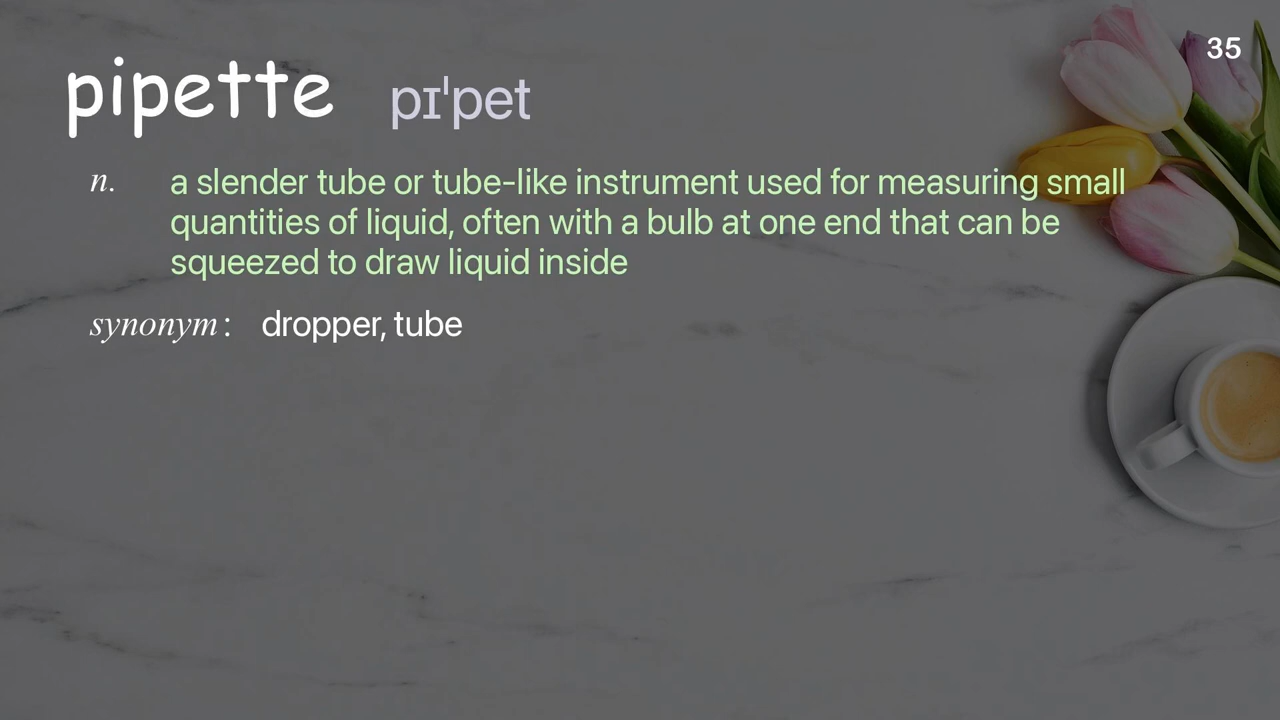 35
pipette pɪˈpet
n. a slender tube or tube-like instrument used for measuring small
quantities of liquid, often with a bulb at one end that can be
squeezed to draw liquid inside
synonym: dropper, tube